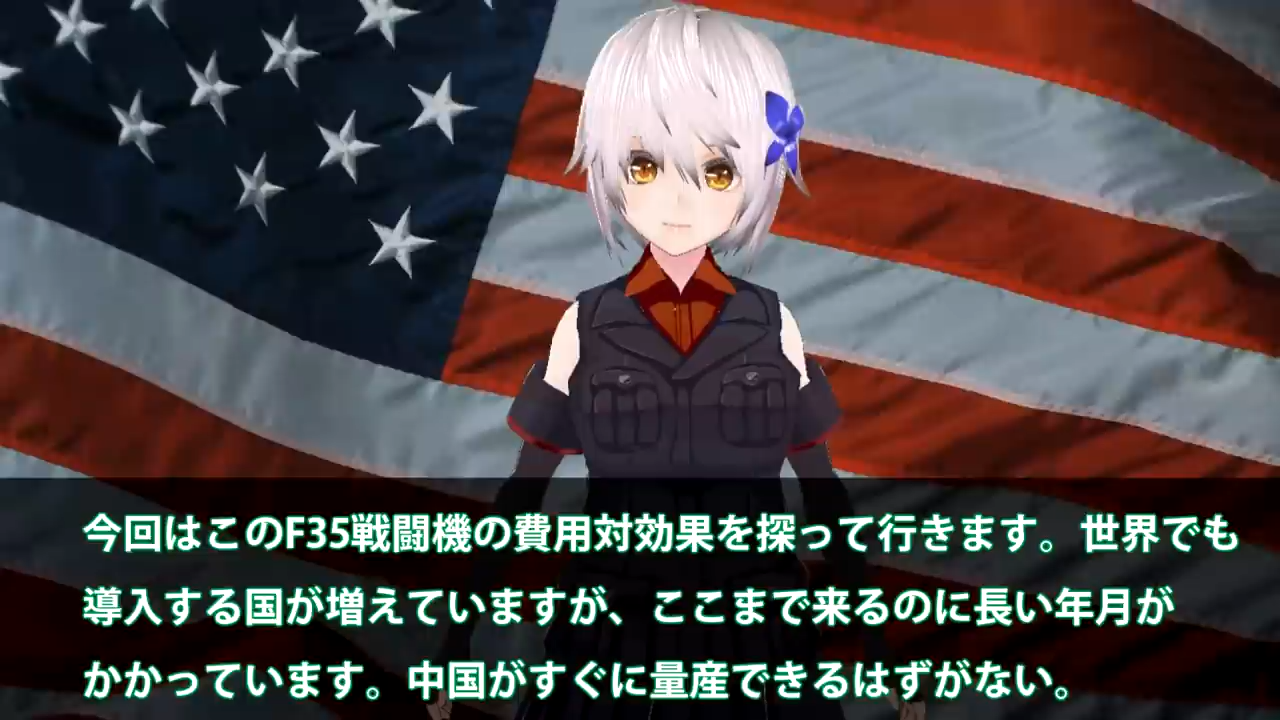 今回はこのF35戦闘機の費用対効果を探って行きます。世界でも
導入する国が増えていますが、ここまで来るのに長い年月が
かかっています。中国がすぐに量産できるはずがない。